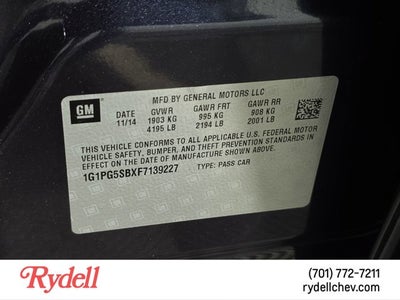 GM
MFD BY GENERAL MOTORS LLC
DATE GVWR GAWR FRT GAWR RR
11/14 1903 KG 995 KG 908 KG
4195 LB 2194 LB 2001 LB
THIS VEHICLE CONFORMS TO ALL APPLICABLE U.S. FEDERAL MOTOR
VEHICLE SAFETY, BUMPER, AND THEFT PREVENTION STANDARDS IN
EFFECT ON THE DATE OF MANUFACTURE SHOWN ABOVE.
1G1PG5SBXF7139227 TYPE: PASS CAR
Rydell
(701) 772-7211
rydellchev.com